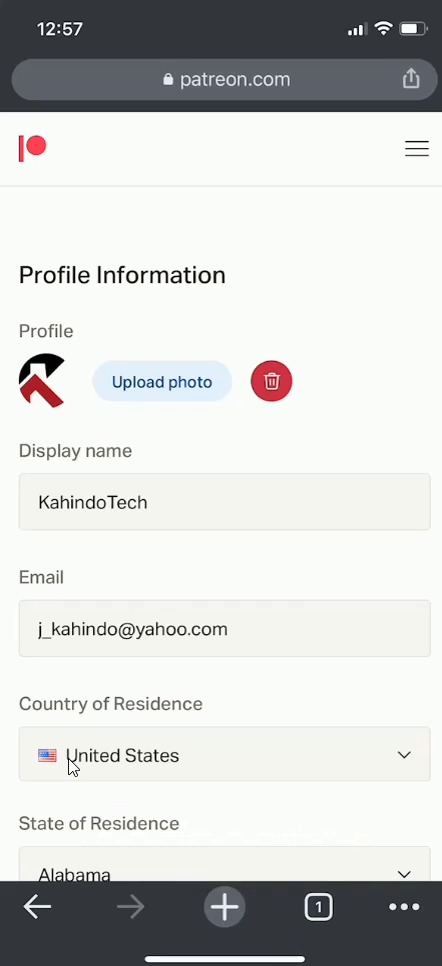 12:57
patreon.com
Profile Information
Profile
Upload photo
Display name
KahindoTech
Email
j_kahindo@yahoo.com
Country of Residence
United States
State of Residence
Alabama
1